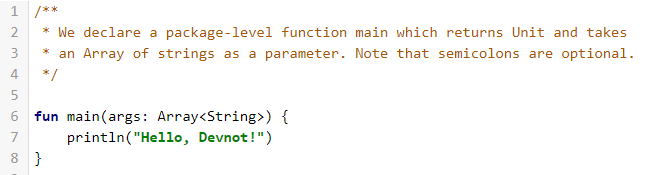 1 /**
2  * We declare a package-level function main which returns Unit and takes
3  * an Array of strings as a parameter. Note that semicolons are optional.
4  */
5
6 fun main(args: Array<String>) {
7     println("Hello, Devnot!")
8 }